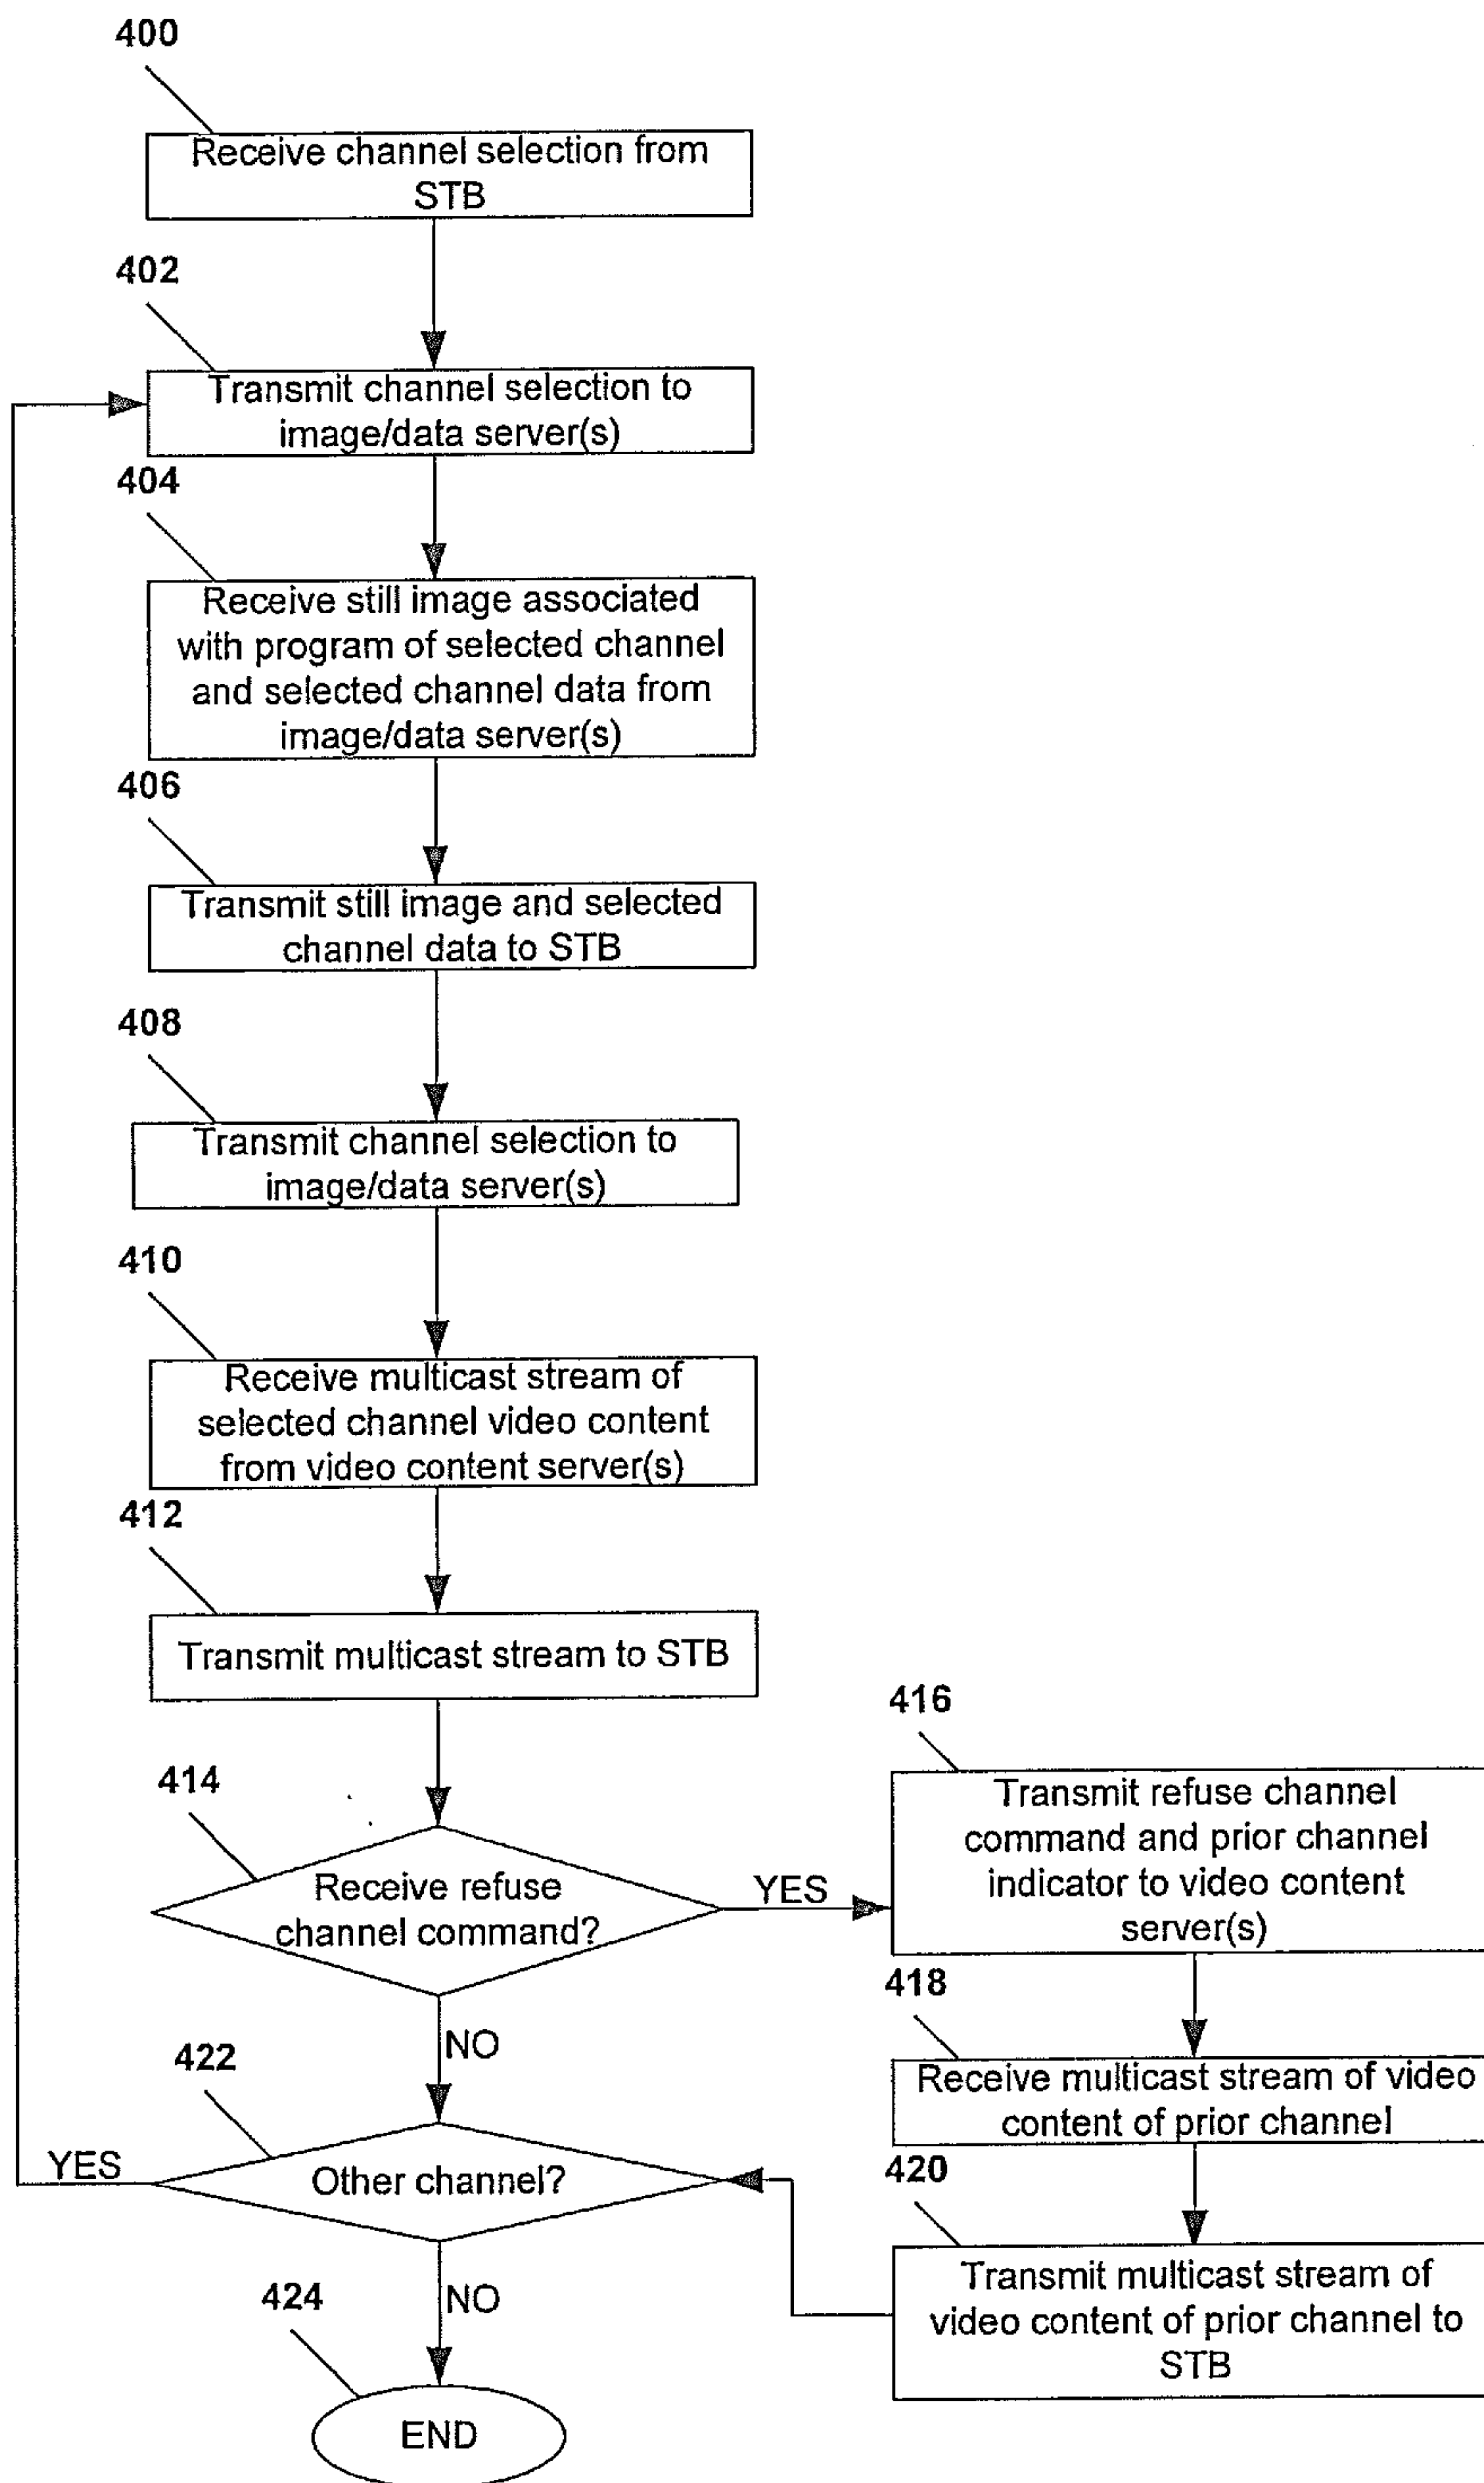 400
Receive channel selection from
STB
402
Transmit channel selection to
image/data server(s)
404
Receive still image associated
with program of selected channel
and selected channel data from
image/data server(s)
406
Transmit still image and selected
channel data to STB
408
Transmit channel selection to
image/data server(s)
410
Receive multicast stream of
selected channel video content
from video content server(s)
412
Transmit multicast stream to STB
414
Receive refuse
channel command?
YES
416
Transmit refuse channel
command and prior channel
indicator to video content
server(s)
418
Receive multicast stream of video
content of prior channel
420
Transmit multicast stream of
video content of prior channel to
STB
NO
422
Other channel?
YES
NO
424
END